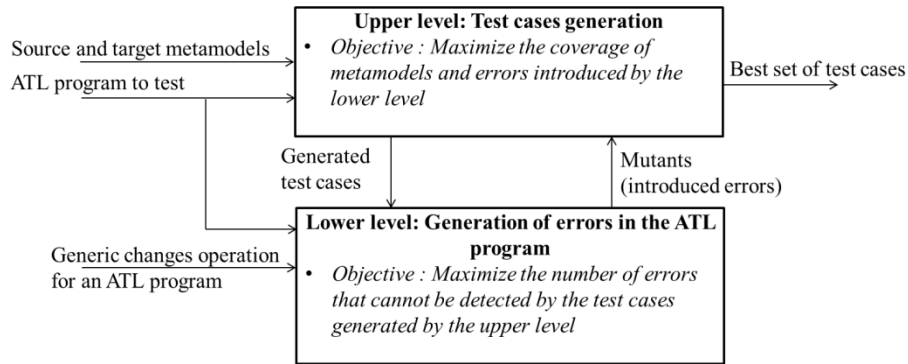 Upper level: Test cases generation
• Objective : Maximize the coverage of
metamodels and errors introduced by the
lower level
Source and target metamodels
ATL program to test
Best set of test cases
Generated
test cases
Mutants
(introduced errors)
Lower level: Generation of errors in the ATL
program
• Objective : Maximize the number of errors
that cannot be detected by the test cases
generated by the upper level
Generic changes operation
for an ATL program